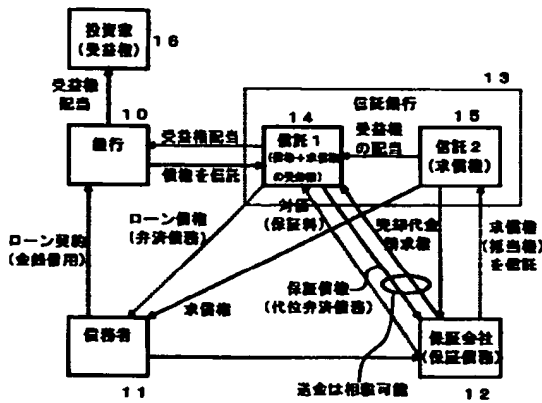 投資家
(受益権)
16
受益権
配当
10
銀行
受益権配当
債権を信託
13
信託銀行
14
信託1
(債権+求償権
の受益権)
受益権
の配当
15
信託2
(求償権)
対価
(保証料)
売却代金
請求権
求償権
(抵当権)
を信託
ローン債権
(弁済債務)
ローン契約
(金銭信用)
保証債権
(代位弁済債務)
求償権
債務者
11
保証会社
(保証債務)
12
送金は相殺可能